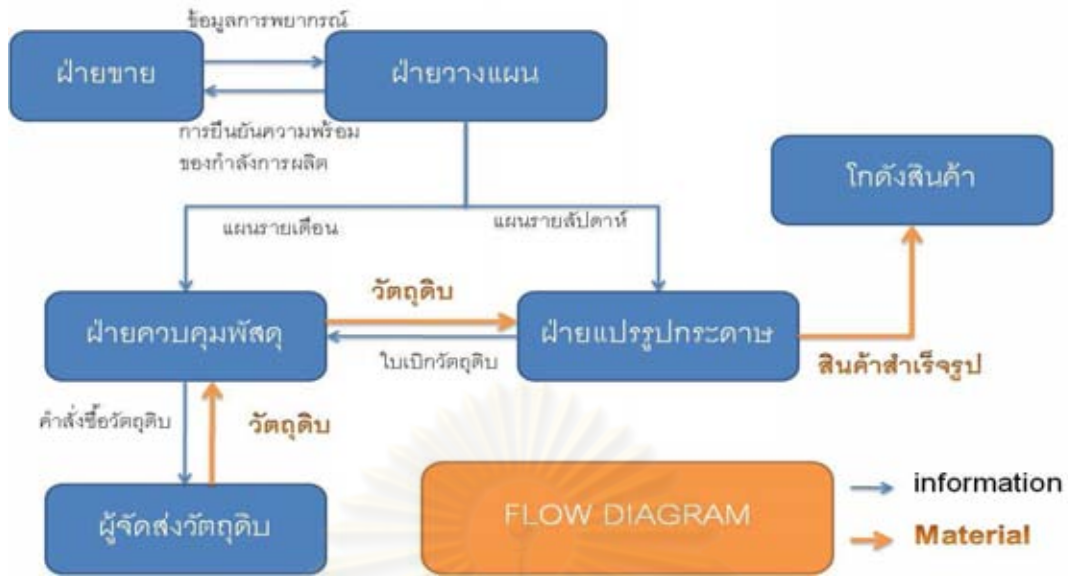 ข้อมูลการพยากรณ์
ฝ่ายขาย
ฝ่ายวางแผน
การยืนยันความพร้อม
ของกำลังการผลิต
โกดังสินค้า
แผนรายเดือน
แผนรายสัปดาห์
วัตถุดิบ
ฝ่ายควบคุมพัสดุ
ฝ่ายแปรรูปกระดาษ
ใบเบิกวัตถุดิบ
สินค้าสำเร็จรูป
คำสั่งซื้อวัตถุดิบ
วัตถุดิบ
ผู้จัดส่งวัตถุดิบ
FLOW DIAGRAM
information
Material